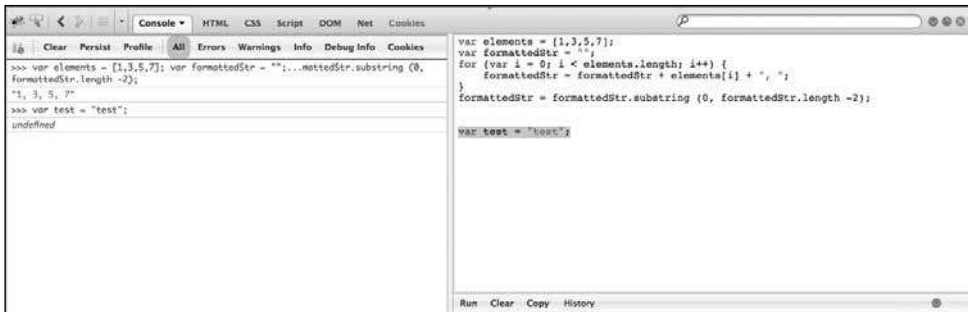 Console HTML CSS Script DOM Net Cookies
Clear Persist Profile All Errors Warnings Info Debug Info Cookies
>>> var elements = [1,3,5,7]; var formattedStr = "";...mattedStr.substring (0,
formattedStr.length -2);
"1, 3, 5, 7"
>>> var test = "test";
undefined
var elements = [1,3,5,7];
var formattedStr = "";
for (var i = 0; i < elements.length; i++) {
formattedStr = formattedStr + elements[i] + ", ";
}
formattedStr = formattedStr.substring (0, formattedStr.length -2);
var test = "test";
Run Clear Copy History